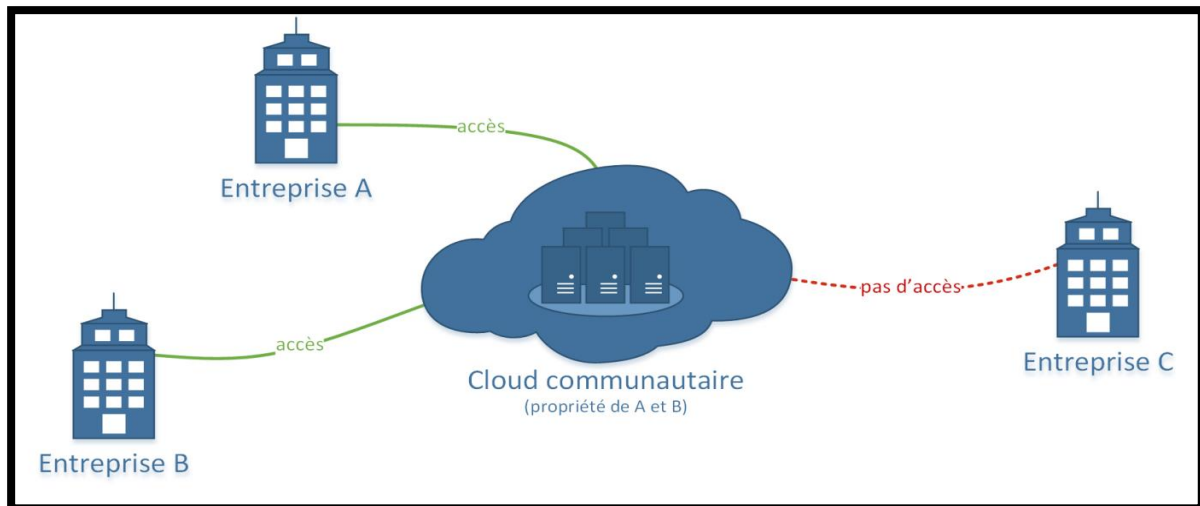 accès
Entreprise A
pas d'accès
Entreprise C
accès
Cloud communautaire
(propriété de A et B)
Entreprise B